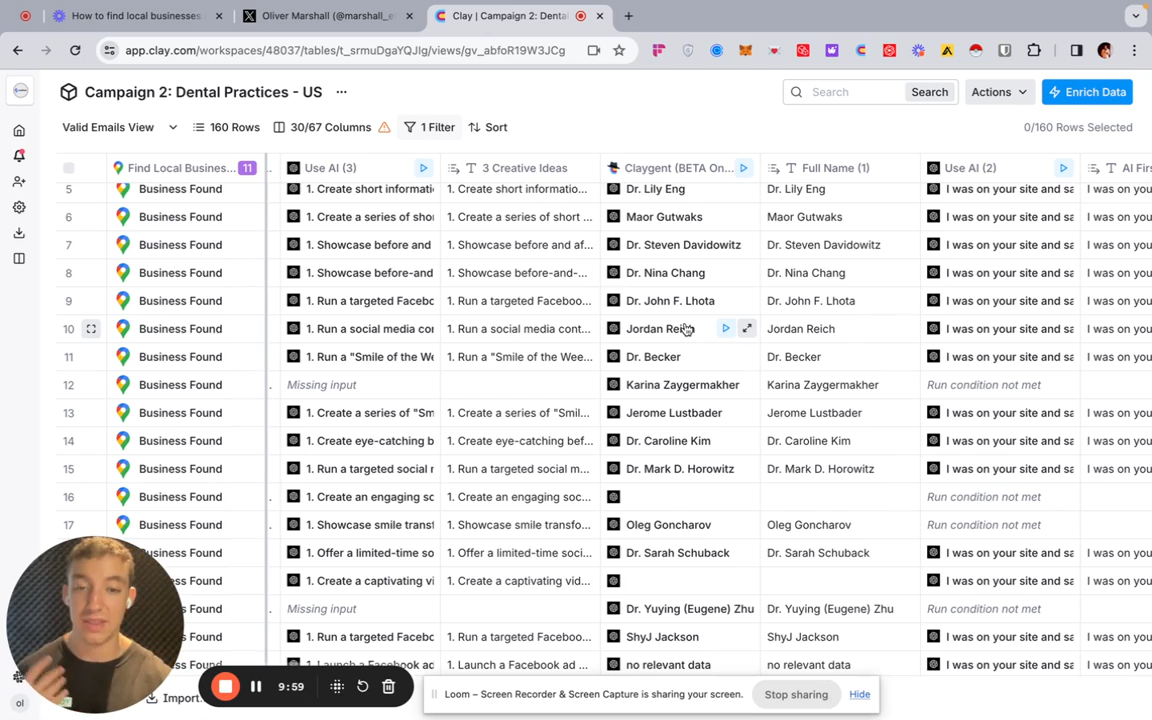 How to find local businesses
Oliver Marshall (@marshall_e
Clay | Campaign 2: Dental
app.clay.com/workspaces/48037/tables/t_srmuDgaYQJIg/views/gv_abfoR19W3JCg
Campaign 2: Dental Practices - US
Search
Search
Actions
Enrich Data
Valid Emails View
160 Rows
30/67 Columns
1 Filter
Sort
0/160 Rows Selected
Find Local Busines... 11
Use AI (3)
3 Creative Ideas
Claygent (BETA On...
Full Name (1)
Use AI (2)
AI Firs
5 Business Found 1. Create short informatio 1. Create short informatio... Dr. Lily Eng Dr. Lily Eng I was on your site and sa I was on you
6 Business Found 1. Create a series of shor 1. Create a series of short ... Maor Gutwaks Maor Gutwaks I was on your site and sa I was on you
7 Business Found 1. Showcase before and 1. Showcase before and af... Dr. Steven Davidowitz Dr. Steven Davidowitz I was on your site and sa I was on you
8 Business Found 1. Showcase before-and- 1. Showcase before-and-... Dr. Nina Chang Dr. Nina Chang I was on your site and sa I was on you
9 Business Found 1. Run a targeted Facebo 1. Run a targeted Faceboo... Dr. John F. Lhota Dr. John F. Lhota I was on your site and sa I was on you
10 Business Found 1. Run a social media con 1. Run a social media cont... Jordan Reich Jordan Reich I was on your site and sa I was on you
11 Business Found 1. Run a "Smile of the We 1. Run a "Smile of the Wee... Dr. Becker Dr. Becker I was on your site and sa I was on you
12 Business Found Missing input Karina Zaygermakher Karina Zaygermakher Run condition not met
13 Business Found 1. Create a series of "Sm 1. Create a series of "Smil... Jerome Lustbader Jerome Lustbader I was on your site and sa I was on you
14 Business Found 1. Create eye-catching b 1. Create eye-catching bef... Dr. Caroline Kim Dr. Caroline Kim I was on your site and sa I was on you
15 Business Found 1. Run a targeted social r 1. Run a targeted social m... Dr. Mark D. Horowitz Dr. Mark D. Horowitz I was on your site and sa I was on you
16 Business Found 1. Create an engaging sc 1. Create an engaging soc... Run condition not met
17 Business Found 1. Showcase smile transf 1. Showcase smile transfo... Oleg Goncharov Oleg Goncharov Run condition not met
Business Found 1. Offer a limited-time so 1. Offer a limited-time soci... Dr. Sarah Schuback Dr. Sarah Schuback I was on your site and sa I was on you
Business Found 1. Create a captivating vi 1. Create a captivating vid... I was on your site and sa I was on you
Business Found Missing input Dr. Yuying (Eugene) Zhu Dr. Yuying (Eugene) Zhu Run condition not met
Business Found 1. Run a targeted Facebo 1. Run a targeted Faceboo... ShyJ Jackson ShyJ Jackson I was on your site and sa I was on you
Business Found 1. Launch a Facebook ad 1. Launch a Facebook ad ... no relevant data no relevant data I was on your site and sa I was on you
ol
Import
9:59
Loom – Screen Recorder & Screen Capture is sharing your screen.
Stop sharing
Hide